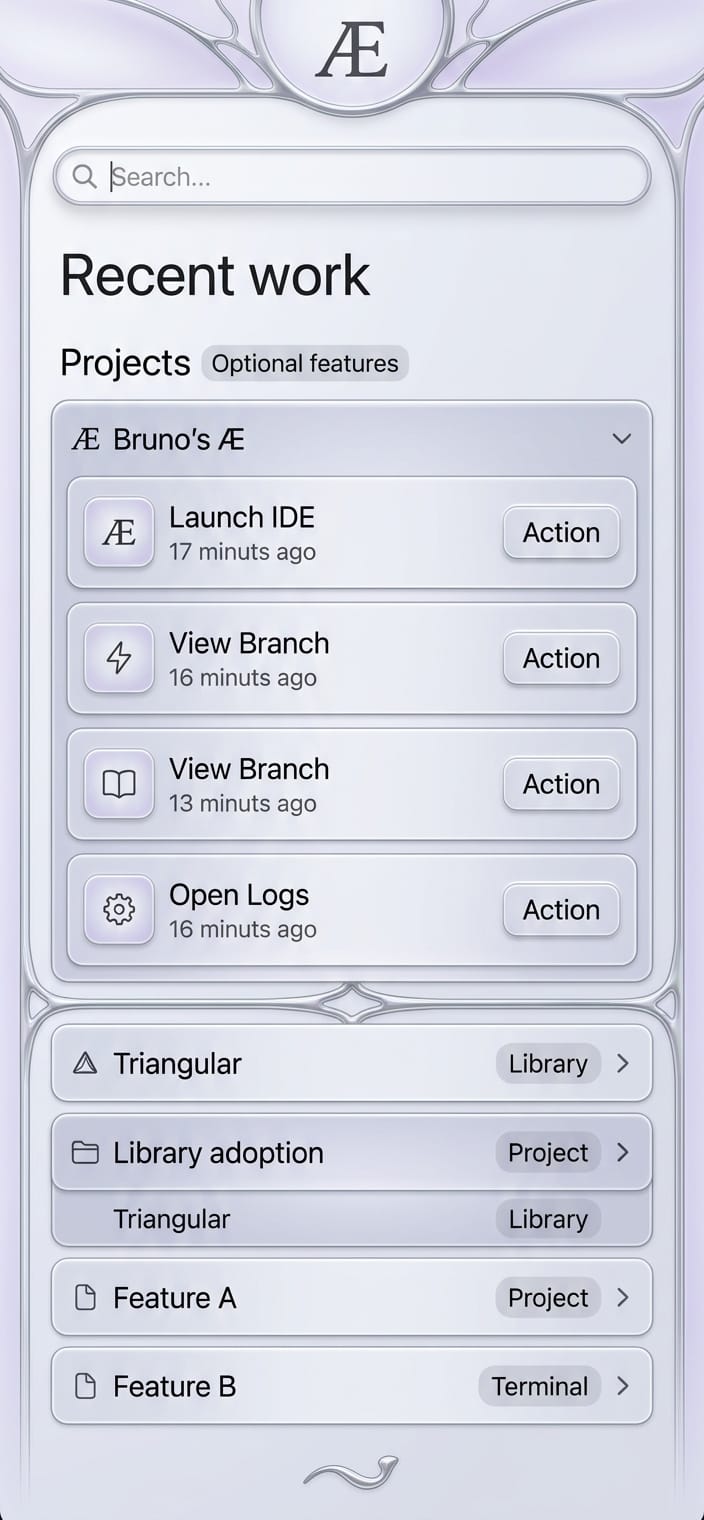 Æ
Search...
Recent work
Projects Optional features
Æ Bruno's Æ
Æ Launch IDE Action
17 minuts ago
View Branch Action
16 minuts ago
View Branch Action
13 minuts ago
Open Logs Action
16 minuts ago
Triangular Library
Library adoption Project
Triangular Library
Feature A Project
Feature B Terminal